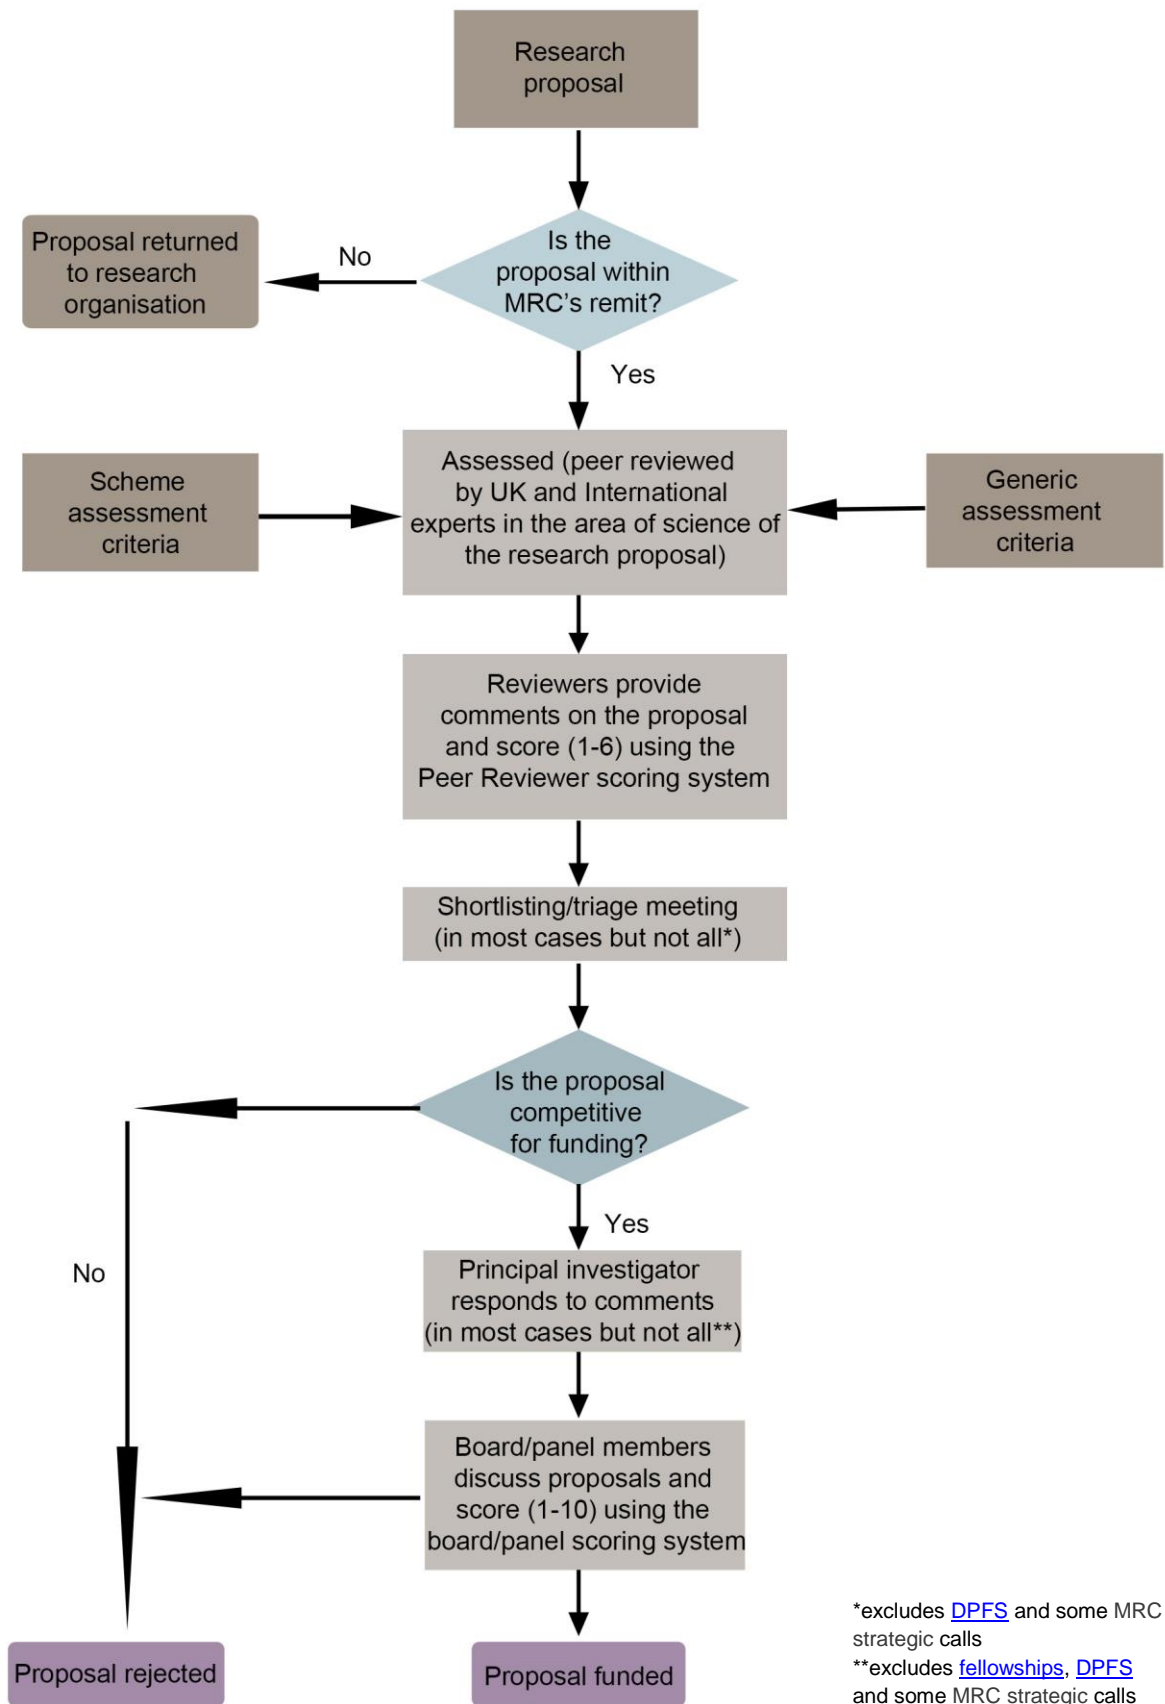 Research
proposal
Is the
proposal within
MRC's remit?
No
Proposal returned
to research
organisation
Yes
Scheme
assessment
criteria
Assessed (peer reviewed
by UK and International
experts in the area of science of
the research proposal)
Generic
assessment
criteria
Reviewers provide
comments on the proposal
and score (1-6) using the
Peer Reviewer scoring system
Shortlisting/triage meeting
(in most cases but not all*)
Is the proposal
competitive
for funding?
Yes
No
Principal investigator
responds to comments
(in most cases but not all**)
Board/panel members
discuss proposals and
score (1-10) using the
board/panel scoring system
Proposal rejected
Proposal funded
*excludes DPFS and some MRC
strategic calls
**excludes fellowships, DPFS
and some MRC strategic calls